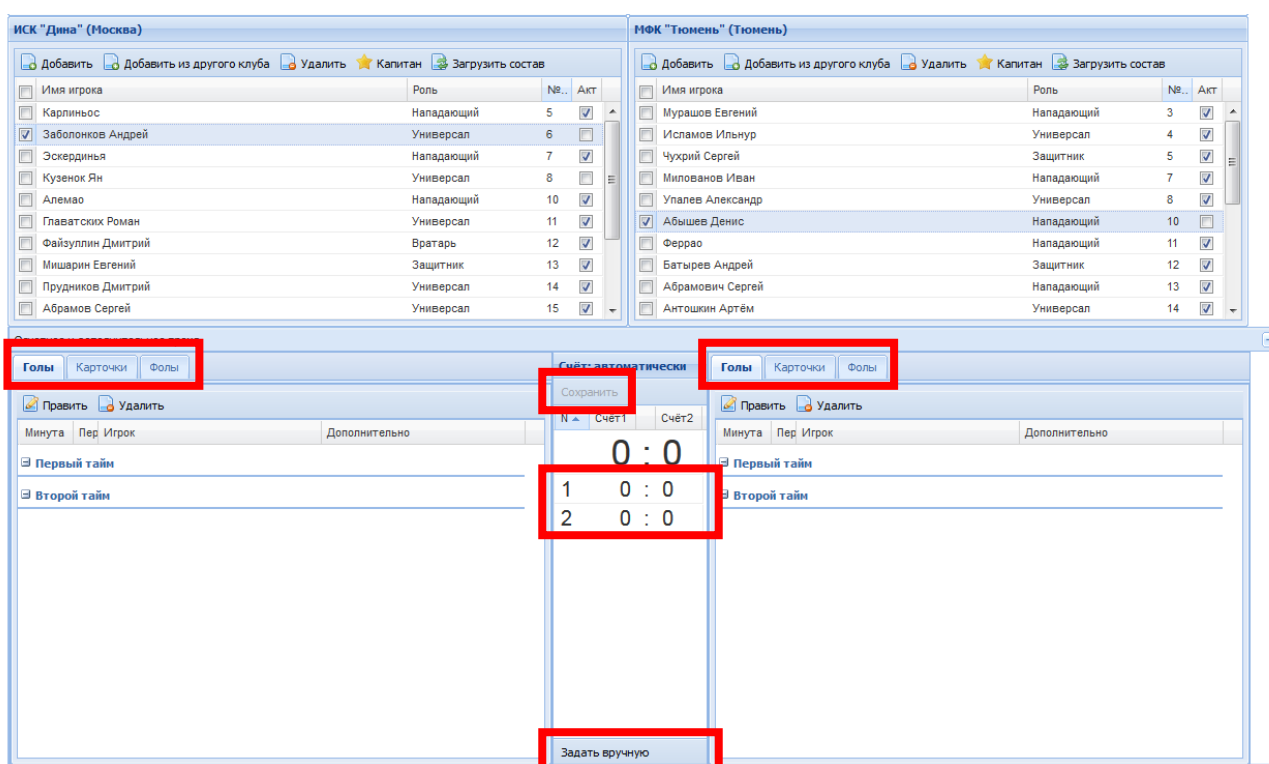 ИСК "Дина" (Москва)
Добавить Добавить из другого клуба Удалить Капитан Загрузить состав
Имя игрока Роль №.. Акт
Карпиньос Нападающий 5
Заболонков Андрей Универсал 6
Эскердинья Нападающий 7
Кузенок Ян Универсал 8
Алемао Нападающий 10
Главатских Роман Универсал 11
Файзуллин Дмитрий Вратарь 12
Мишарин Евгений Защитник 13
Прудников Дмитрий Универсал 14
Абрамов Сергей Универсал 15
МФК "Тюмень" (Тюмень)
Добавить Добавить из другого клуба Удалить Капитан Загрузить состав
Имя игрока Роль №.. Акт
Мурашов Евгений Нападающий 3
Исламов Ильнур Универсал 4
Чухрий Сергей Защитник 5
Милованов Иван Нападающий 7
Упалев Александр Универсал 8
Абышев Денис Нападающий 10
Феррао Нападающий 11
Батырев Андрей Защитник 12
Абрамович Сергей Нападающий 13
Антошкин Артём Универсал 14
Голы Карточки Фолы
Править Удалить
Минута Пер Игрок Дополнительно
Первый тайм
Второй тайм
Счёт: автоматически
Сохранить
N Счёт1 Счёт2
0 : 0
1 0 : 0
2 0 : 0
Задать вручную
Голы Карточки Фолы
Править Удалить
Минута Пер Игрок Дополнительно
Первый тайм
Второй тайм